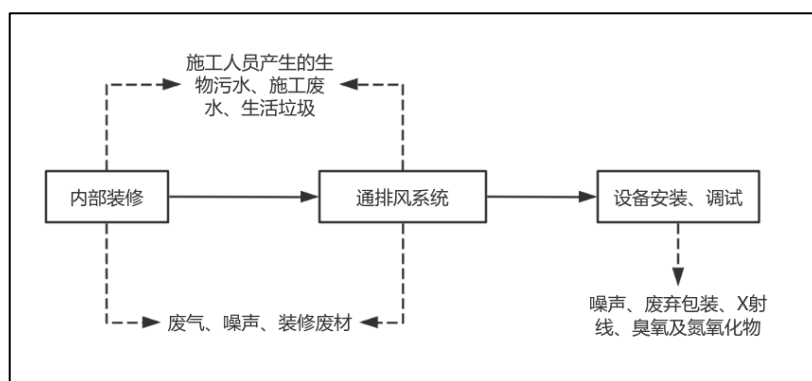 施工人员产生的生
物污水、施工废
水、生活垃圾
内部装修
通排风系统
设备安装、调试
废气、噪声、装修废材
噪声、废弃包装、X射
线、臭氧及氮氧化物